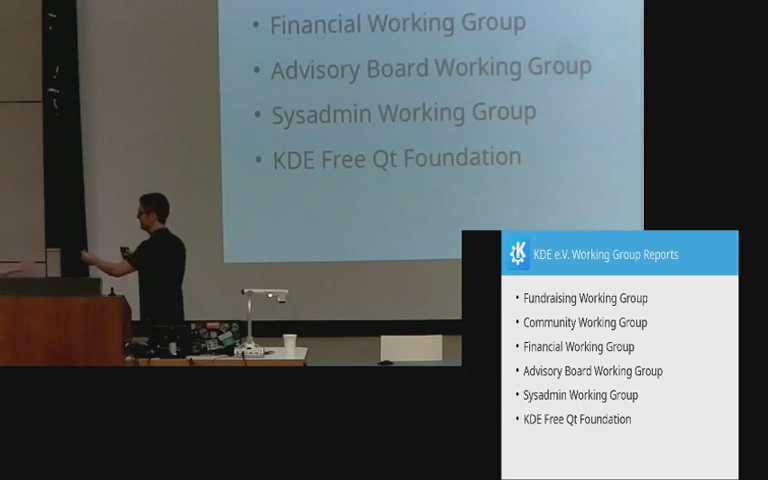 • Financial Working Group
• Advisory Board Working Group
• Sysadmin Working Group
• KDE Free Qt Foundation
KDE e.V. Working Group Reports
• Fundraising Working Group
• Community Working Group
• Financial Working Group
• Advisory Board Working Group
• Sysadmin Working Group
• KDE Free Qt Foundation